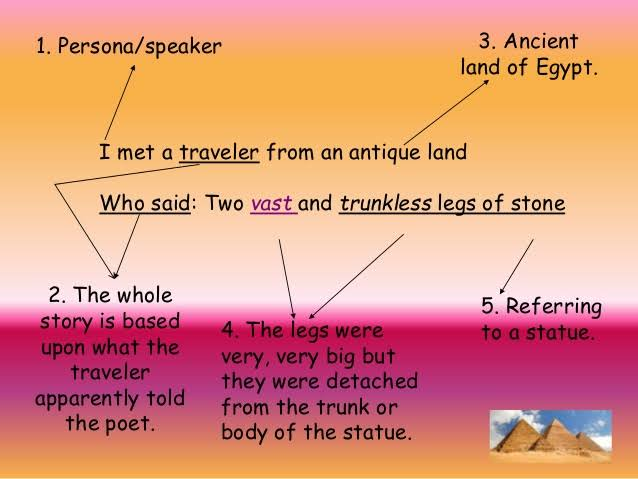 1. Persona/speaker
3. Ancient
land of Egypt.
I met a traveler from an antique land
Who said: Two vast and trunkless legs of stone
2. The whole
story is based
upon what the
traveler
apparently told
the poet.
4. The legs were
very, very big but
they were detached
from the trunk or
body of the statue.
5. Referring
to a statue.